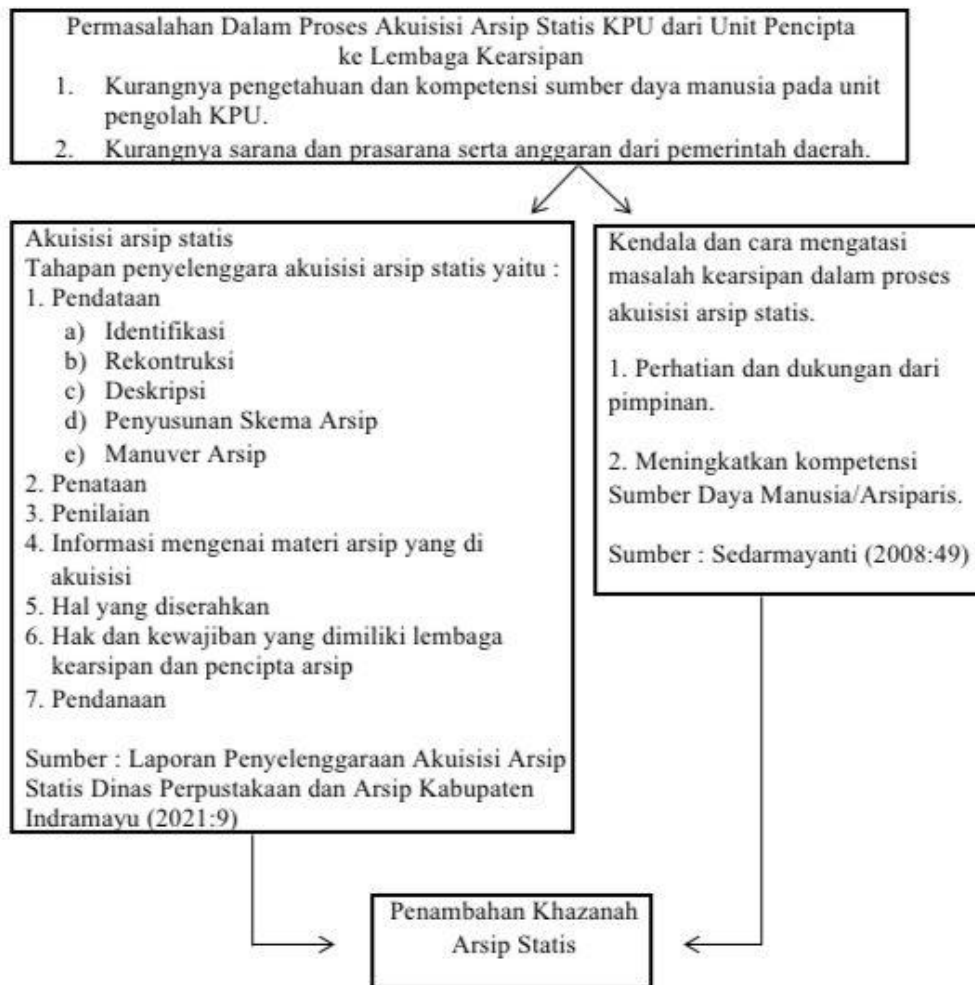 Permasalahan Dalam Proses Akuisisi Arsip Statis KPU dari Unit Pencipta
ke Lembaga Kearsipan
1. Kurangnya pengetahuan dan kompetensi sumber daya manusia pada unit
pengolah KPU.
2. Kurangnya sarana dan prasarana serta anggaran dari pemerintah daerah.
Akuisisi arsip statis
Tahapan penyelenggara akuisisi arsip statis yaitu :
1. Pendataan
a) Identifikasi
b) Rekontruksi
c) Deskripsi
d) Penyusunan Skema Arsip
e) Manuver Arsip
2. Penataan
3. Penilaian
4. Informasi mengenai materi arsip yang di
akuisisi
5. Hal yang diserahkan
6. Hak dan kewajiban yang dimiliki lembaga
kearsipan dan pencipta arsip
7. Pendanaan
Sumber : Laporan Penyelenggaraan Akuisisi Arsip
Statis Dinas Perpustakaan dan Arsip Kabupaten
Indramayu (2021:9)
Kendala dan cara mengatasi
masalah kearsipan dalam proses
akuisisi arsip statis.
1. Perhatian dan dukungan dari
pimpinan.
2. Meningkatkan kompetensi
Sumber Daya Manusia/Arsiparis.
Sumber : Sedarmayanti (2008:49)
Penambahan Khazanah
Arsip Statis